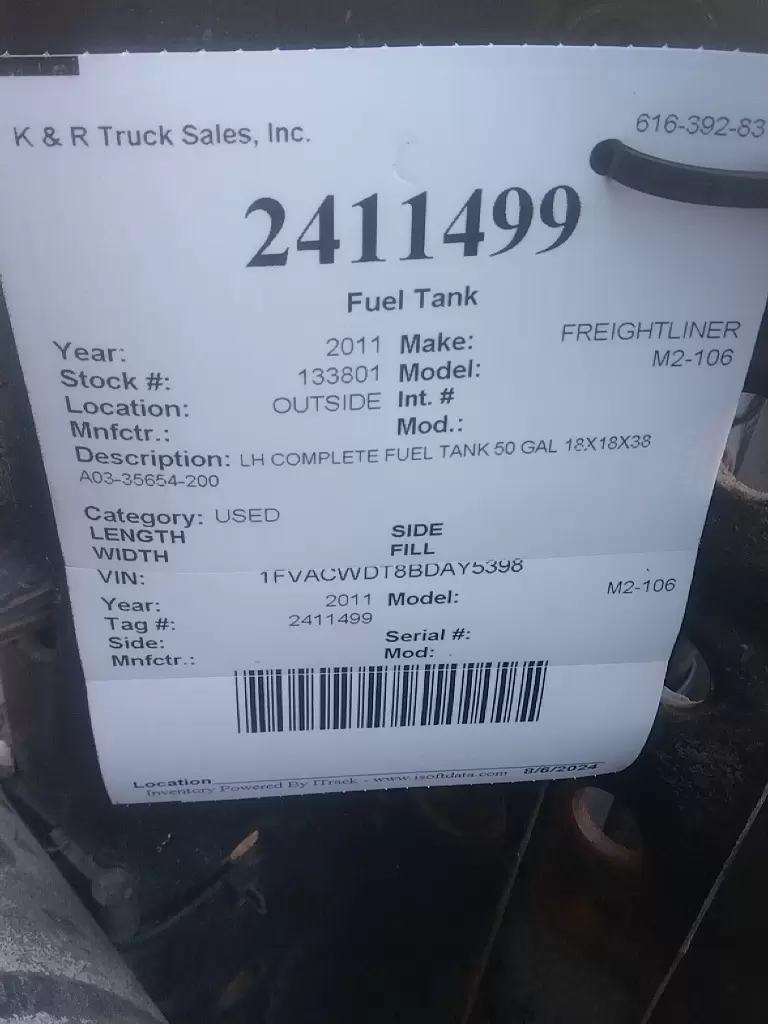 K & R Truck Sales, Inc. 616-392-83
2411499
Fuel Tank
Year: 2011 Make: FREIGHTLINER
Stock #: 133801 Model: M2-106
Location: OUTSIDE Int. #
Mnfctr.: Mod.:
Description: LH COMPLETE FUEL TANK 50 GAL 18X18X38
A03-35654-200
Category: USED
LENGTH SIDE
WIDTH FILL
VIN: 1FVACWDT8BDAY5398
Year: 2011 Model: M2-106
Tag #: 2411499
Side: Serial #:
Mnfctr.: Mod:
Location
Inventory Powered By ITrack - www.isoftdata.com 8/6/2024